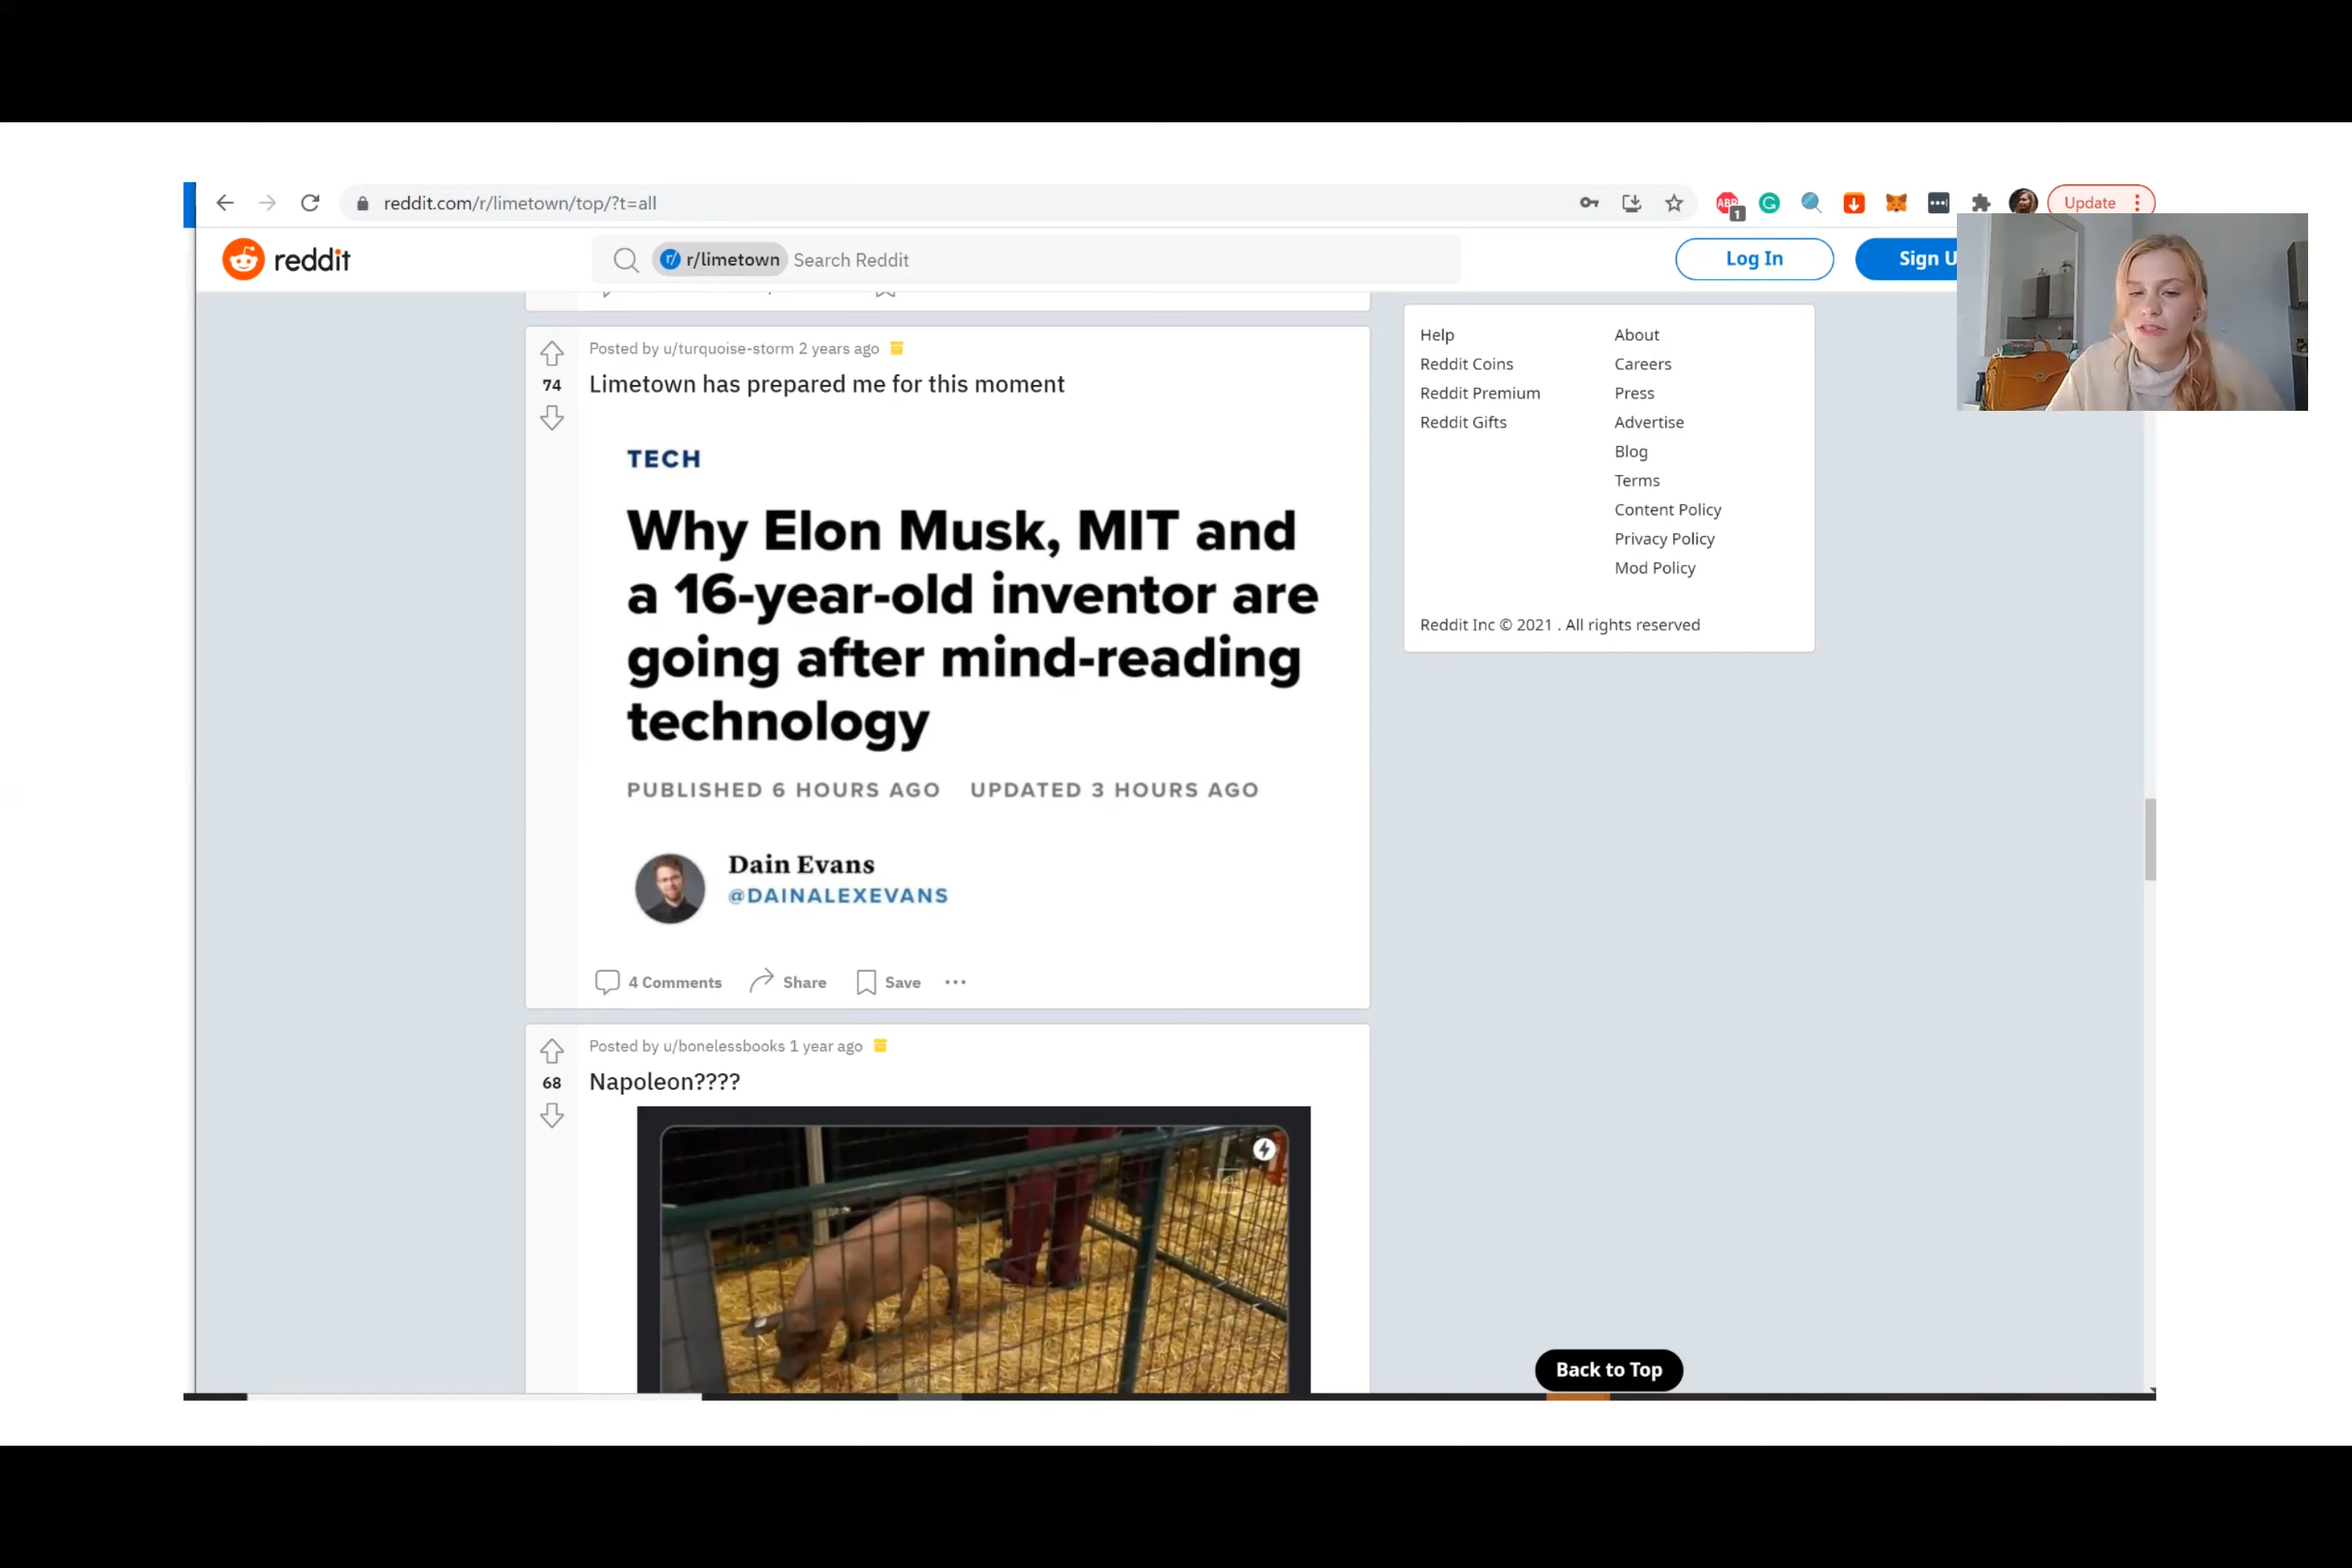 reddit.com/r/limetown/top/?t=all
ABP
1
Update
reddit
r/limetown Search Reddit
Log In
Sign U
Posted by u/turquoise-storm 2 years ago
74
Limetown has prepared me for this moment
TECH
Why Elon Musk, MIT and
a 16-year-old inventor are
going after mind-reading
technology
PUBLISHED 6 HOURS AGO UPDATED 3 HOURS AGO
Dain Evans
@DAINALEXEVANS
4 Comments Share Save
Posted by u/bonelessbooks 1 year ago
68
Napoleon????
Help
Reddit Coins
Reddit Premium
Reddit Gifts
About
Careers
Press
Advertise
Blog
Terms
Content Policy
Privacy Policy
Mod Policy
Reddit Inc © 2021 . All rights reserved
Back to Top